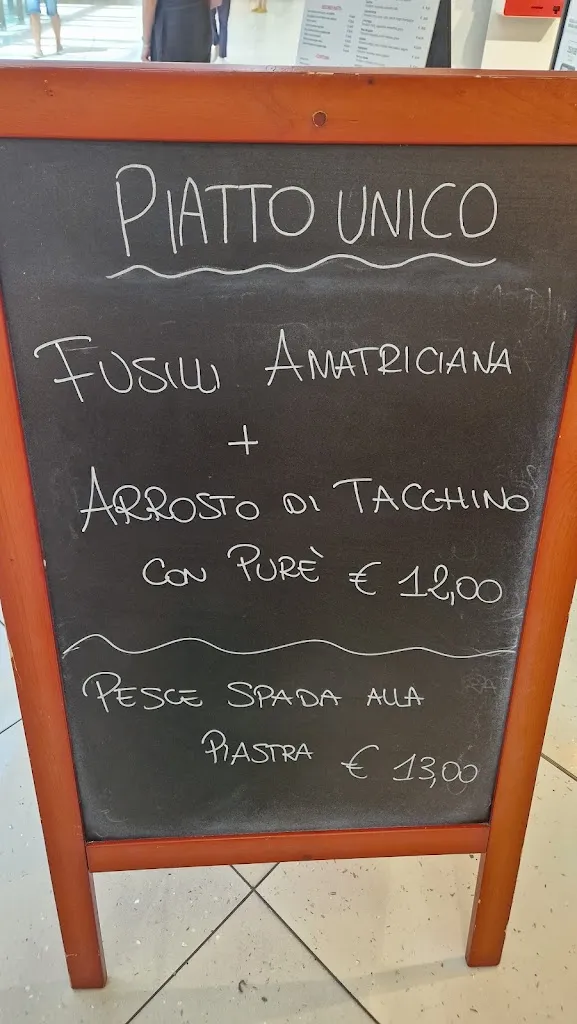 PIATTO UNICO
FUSILLI AMATRICIANA
+
ARROSTO DI TACCHINO
CON PURÈ € 12,00
PESCE SPADA ALLA
PIASTRA € 13,00